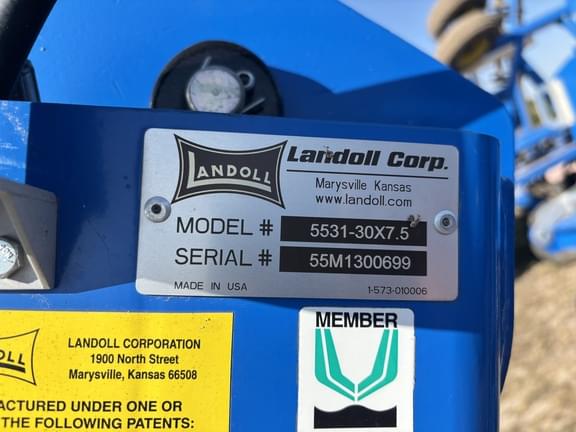 LANDOLL
Landoll Corp.
Marysville Kansas
www.landoll.com
MODEL # 5531-30X7.5
SERIAL # 55M1300699
MADE IN USA 1-573-010006
LANDOLL CORPORATION
1900 North Street
Marysville, Kansas 66508
ACTURED UNDER ONE OR
THE FOLLOWING PATENTS:
MEMBER